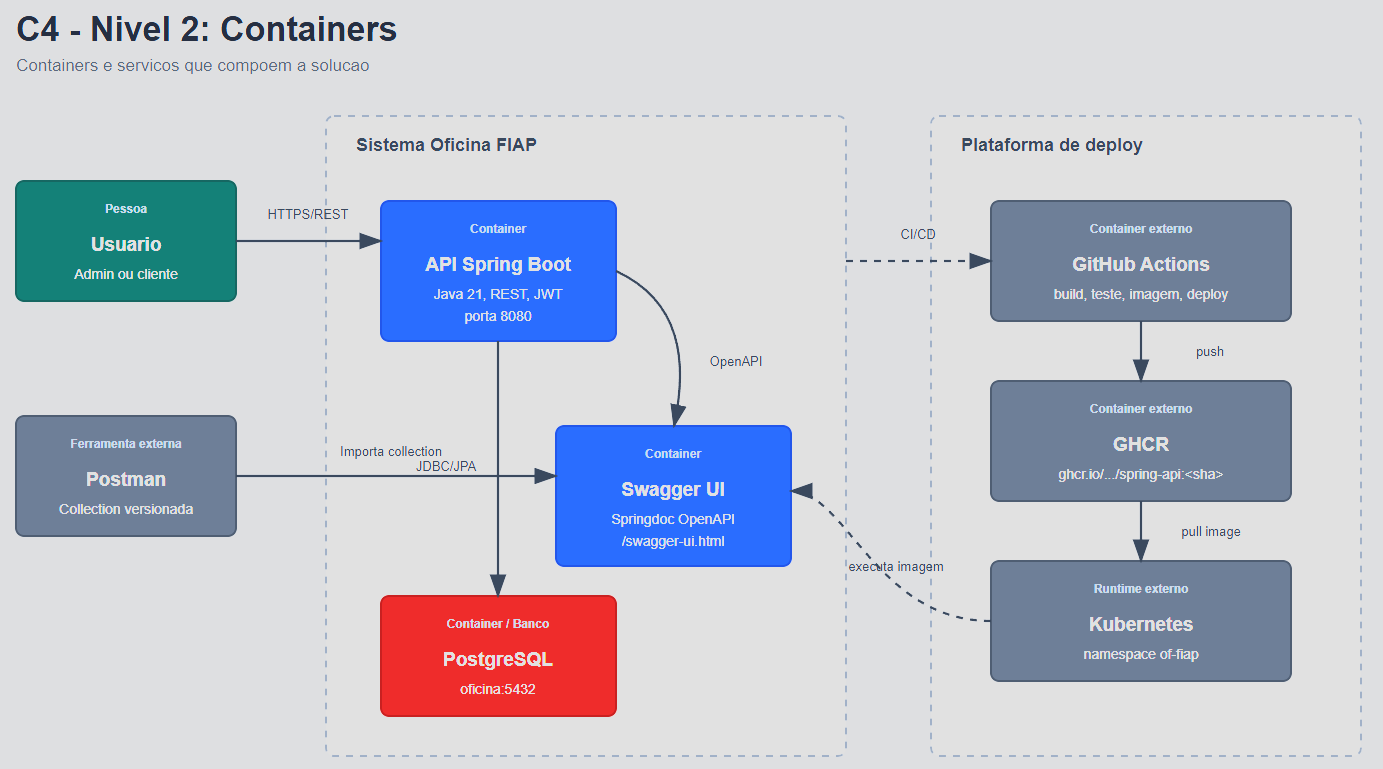 C4 - Nivel 2: Containers
Containers e servicos que compoem a solucao
Sistema Oficina FIAP
Plataforma de deploy
Pessoa
Usuario
Admin ou cliente
HTTPS/REST
Container
API Spring Boot
Java 21, REST, JWT
porta 8080
CI/CD
Container externo
GitHub Actions
build, teste, imagem, deploy
OpenAPI
push
Ferramenta externa
Postman
Collection versionada
Importa collection
JDBC/JPA
Container
Swagger UI
Springdoc OpenAPI
/swagger-ui.html
Container externo
GHCR
ghcr.io/.../spring-api:<sha>
pull image
executa imagem
Container / Banco
PostgreSQL
oficina:5432
Runtime externo
Kubernetes
namespace of-fiap